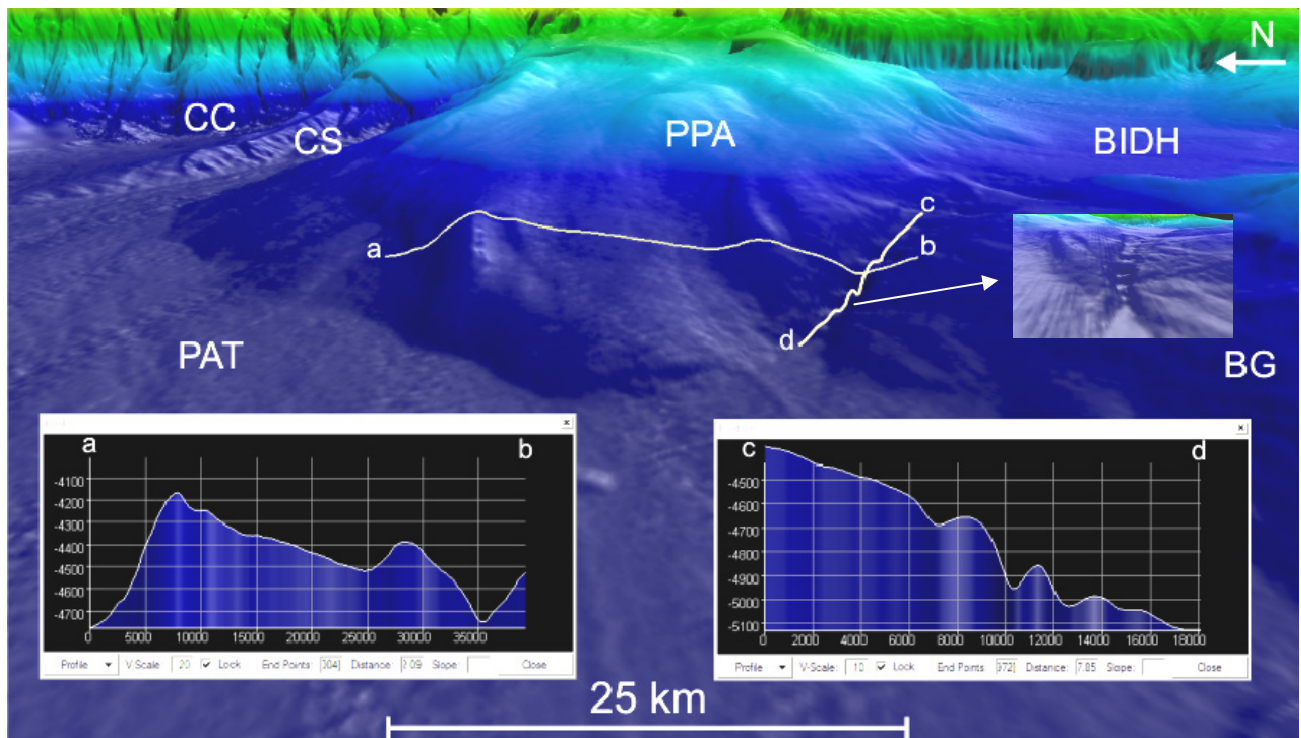 N
CC
CS
PPA
BIDH
a
c
b
d
PAT
BG
a b
-4100
-4200
-4300
-4400
-4500
-4600
-4700
0 5000 10000 15000 20000 25000 30000 35000
Profile V-Scale: 20 Lock End Points: 304] Distance: Slope: Close
c d
-4500
-4600
-4700
-4800
-4900
-5000
-5100
0 2000 4000 6000 8000 10000 12000 14000 16000 18000
Profile V-Scale: 10 Lock End Points: 972] Distance: 7.85 Slope: Close
25 km